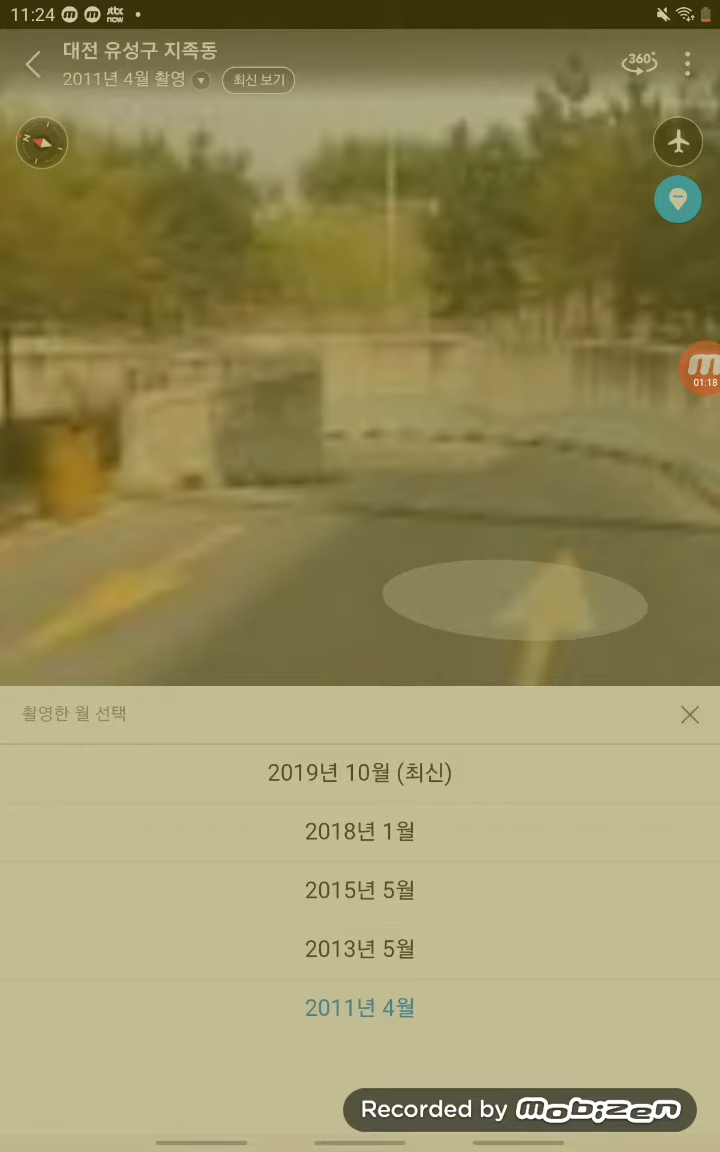 11:24
jtbc
now
대전 유성구 지족동
2011년 4월 촬영
최신 보기
360°
N
m
01:18
촬영한 월 선택
2019년 10월 (최신)
2018년 1월
2015년 5월
2013년 5월
2011년 4월
Recorded by mobizen